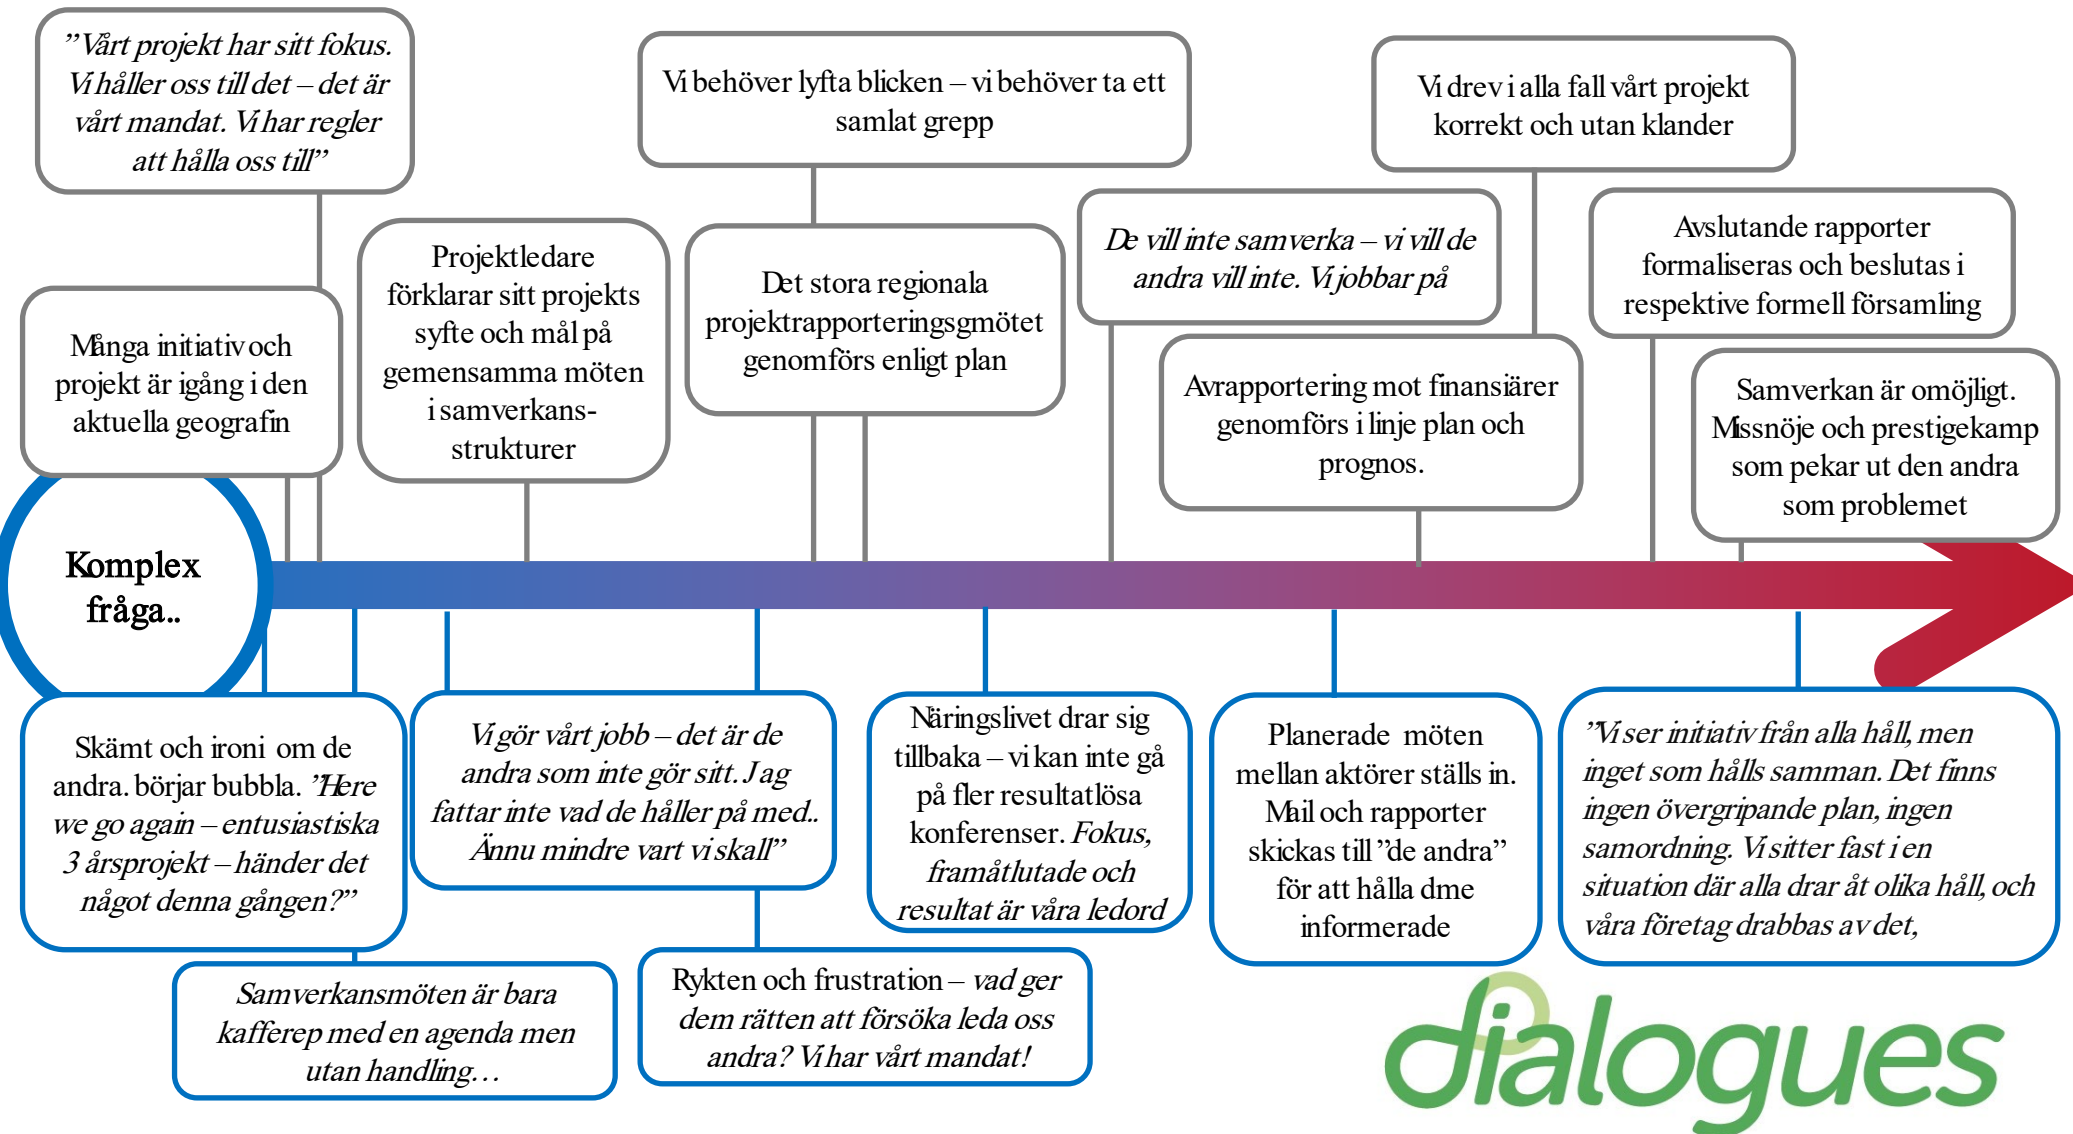 ”Vårt projekt har sitt fokus.
Vi håller oss till det – det är
vårt mandat. Vi har regler
att hålla oss till”
Vi behöver lyfta blicken – vi behöver ta ett
samlat grepp
Vi drev i alla fall vårt projekt
korrekt och utan klander
Många initiativ och
projekt är igång i den
aktuella geografin
Projektledare
förklarar sitt projekts
syfte och mål på
gemensamma möten
i samverkans-
strukturer
Det stora regionala
projektrapporteringsgmötet
genomförs enligt plan
De vill inte samverka – vi vill de
andra vill inte. Vi jobbar på
Avrapportering mot finansiärer
genomförs i linje plan och
prognos.
Avslutande rapporter
formaliseras och beslutas i
respektive formell församling
Samverkan är omöjligt.
Missnöje och prestigekamp
som pekar ut den andra
som problemet
Komplex
fråga..
Skämt och ironi om de
andra. börjar bubbla. ”Here
we go again – entusiastiska
3 årsprojekt – händer det
något denna gången?”
Samverkansmöten är bara
kafferep med en agenda men
utan handling…
Vi gör vårt jobb – det är de
andra som inte gör sitt. Jag
fattar inte vad de håller på med..
Ännu mindre vart vi skall”
Rykten och frustration – vad ger
dem rätten att försöka leda oss
andra? Vi har vårt mandat!
Näringslivet drar sig
tillbaka – vi kan inte gå
på fler resultatlösa
konferenser. Fokus,
framåtlutade och
resultat är våra ledord
Planerade möten
mellan aktörer ställs in.
Mail och rapporter
skickas till ”de andra”
för att hålla dme
informerade
”Vi ser initiativ från alla håll, men
inget som hålls samman. Det finns
ingen övergripande plan, ingen
samordning. Vi sitter fast i en
situation där alla drar åt olika håll, och
våra företag drabbas av det,
dialogues